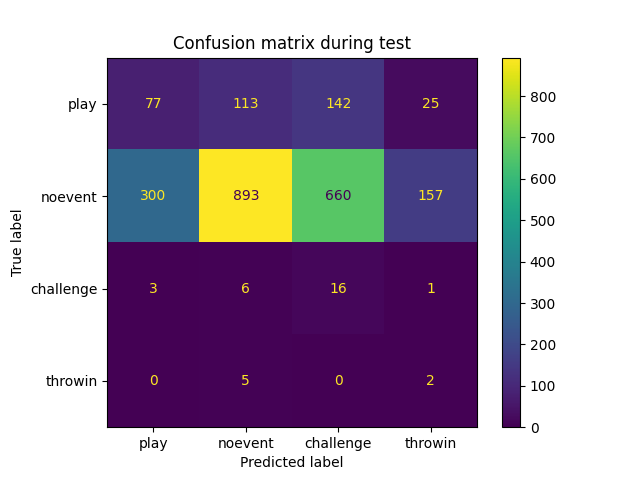 Confusion matrix during test
play 77 113 142 25
noevent 300 893 660 157
challenge 3 6 16 1
throwin 0 5 0 2
play noevent challenge throwin
Predicted label
True label
800
700
600
500
400
300
200
100
0